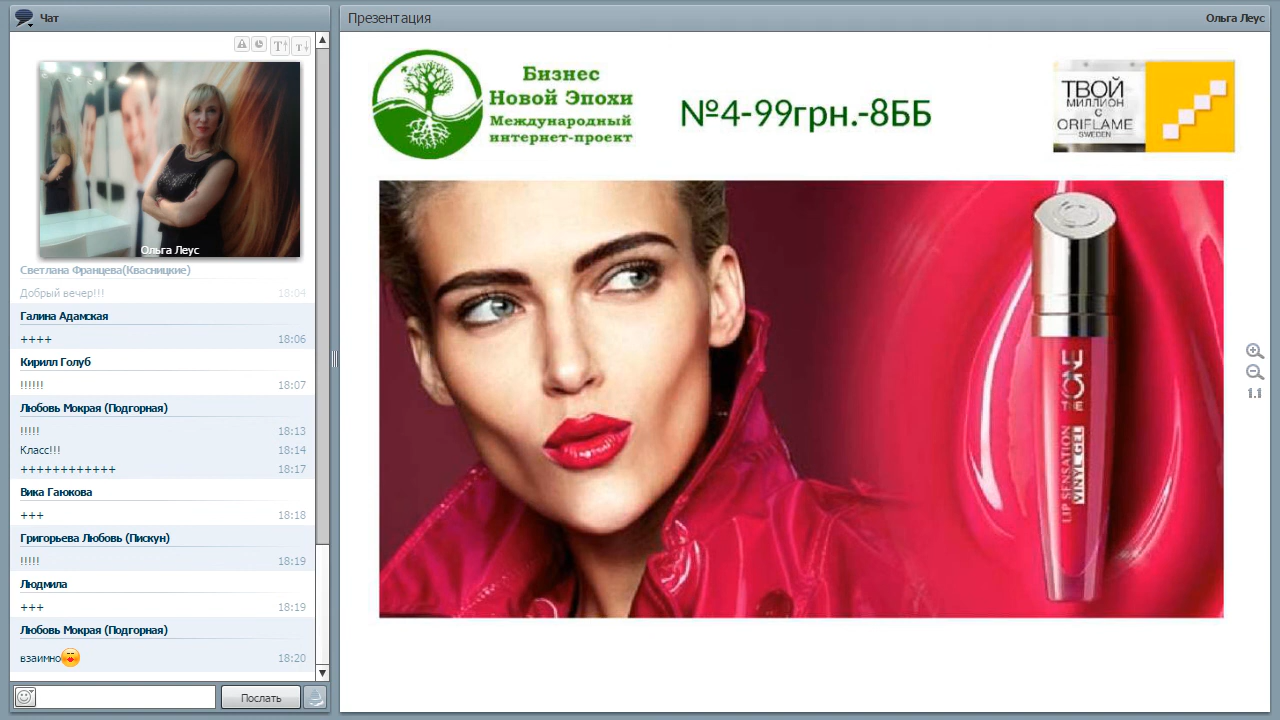 Чат
Ольга Леус
Светлана Францева(Квасницкие)
Добрый вечер!!! 18:04
Галина Адамская
++++ 18:06
Кирилл Голуб
!!!!!! 18:07
Любовь Мокрая (Подгорная)
!!!!! 18:13
Класс!!! 18:14
++++++++++++ 18:17
Вика Гаюкова
+++ 18:18
Григорьева Любовь (Пискун)
!!!!! 18:19
Людмила
+++ 18:19
Любовь Мокрая (Подгорная)
взаимно 18:20
Послать
Презентация
Ольга Леус
Бизнес
Новой Эпохи
Международный
интернет-проект
№4-99грн.-8ББ
ТВОЙ
МИЛЛИОН
С
ORIFLAME
SWEDEN
THE ONE
LIP SENSATION
VINYL GEL
1.1